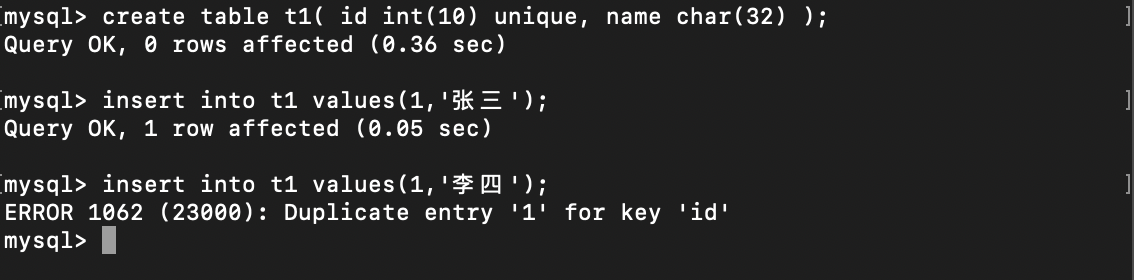 [mysql> create table t1( id int(10) unique, name char(32) ); ]
Query OK, 0 rows affected (0.36 sec)
[mysql> insert into t1 values(1,'张三'); ]
Query OK, 1 row affected (0.05 sec)
[mysql> insert into t1 values(1,'李四'); ]
ERROR 1062 (23000): Duplicate entry '1' for key 'id'
mysql>